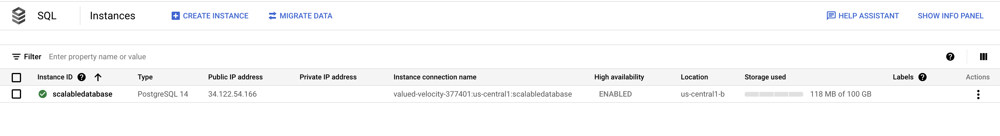 SQL Instances CREATE INSTANCE MIGRATE DATA HELP ASSISTANT SHOW INFO PANEL
Filter Enter property name or value
Instance ID Type Public IP address Private IP address Instance connection name High availability Location Storage used Labels Actions
scalabledatabase PostgreSQL 14 34.122.54.166 valued-velocity-377401:us-central1:scalabledatabase ENABLED us-central1-b 118 MB of 100 GB